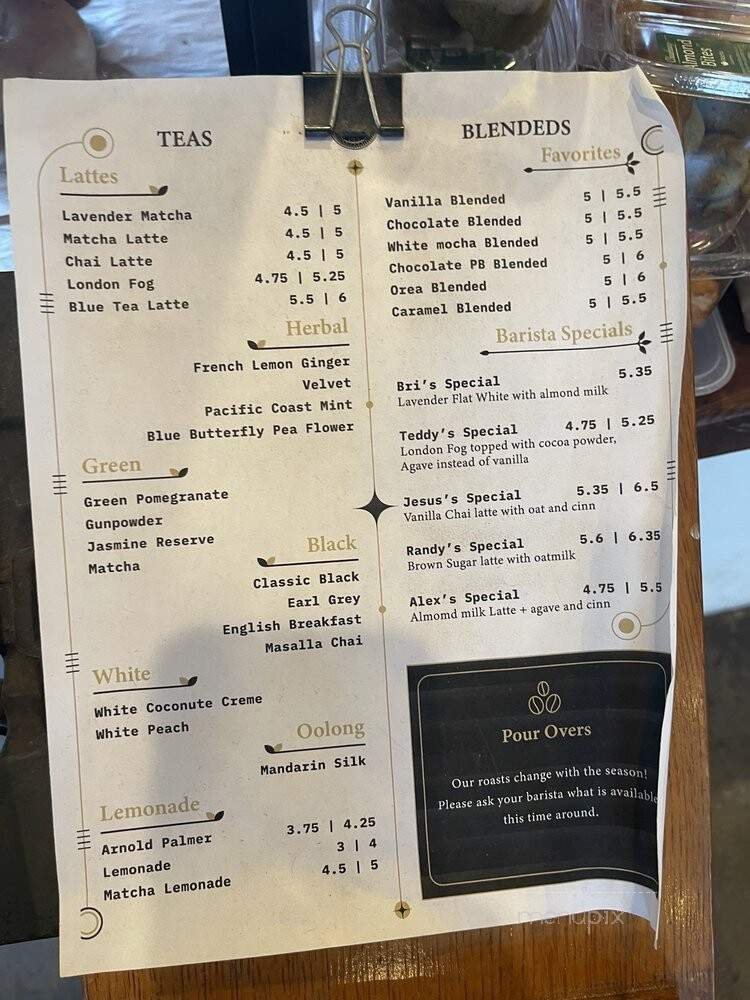 TEAS
Lattes
Lavender Matcha 4.5 | 5
Matcha Latte 4.5 | 5
Chai Latte 4.5 | 5
London Fog 4.75 | 5.25
Blue Tea Latte 5.5 | 6
Herbal
French Lemon Ginger
Velvet
Pacific Coast Mint
Blue Butterfly Pea Flower
Green
Green Pomegranate
Gunpowder
Jasmine Reserve
Matcha
Black
Classic Black
Earl Grey
English Breakfast
Masalla Chai
White
White Coconute Creme
White Peach
Oolong
Mandarin Silk
Lemonade
Arnold Palmer 3.75 | 4.25
Lemonade 3 | 4
Matcha Lemonade 4.5 | 5
BLENDEDS
Favorites
Vanilla Blended 5 | 5.5
Chocolate Blended 5 | 5.5
White mocha Blended 5 | 5.5
Chocolate PB Blended 5 | 6
Orea Blended 5 | 6
Caramel Blended 5 | 5.5
Barista Specials
Bri's Special 5.35
Lavender Flat White with almond milk
Teddy's Special 4.75 | 5.25
London Fog topped with cocoa powder,
Agave instead of vanilla
Jesus's Special 5.35 | 6.5
Vanilla Chai latte with oat and cinn
Randy's Special 5.6 | 6.35
Brown Sugar latte with oatmilk
Alex's Special 4.75 | 5.5
Almomd milk Latte + agave and cinn
Pour Overs
Our roasts change with the season!
Please ask your barista what is available
this time around.
menupix